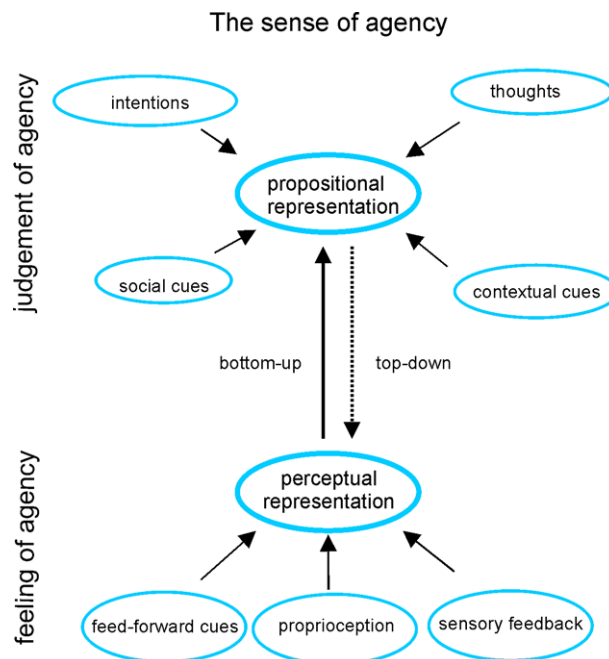 The sense of agency
judgement of agency
intentions
thoughts
propositional
representation
social cues
contextual cues
bottom-up
top-down
feeling of agency
perceptual
representation
feed-forward cues
proprioception
sensory feedback